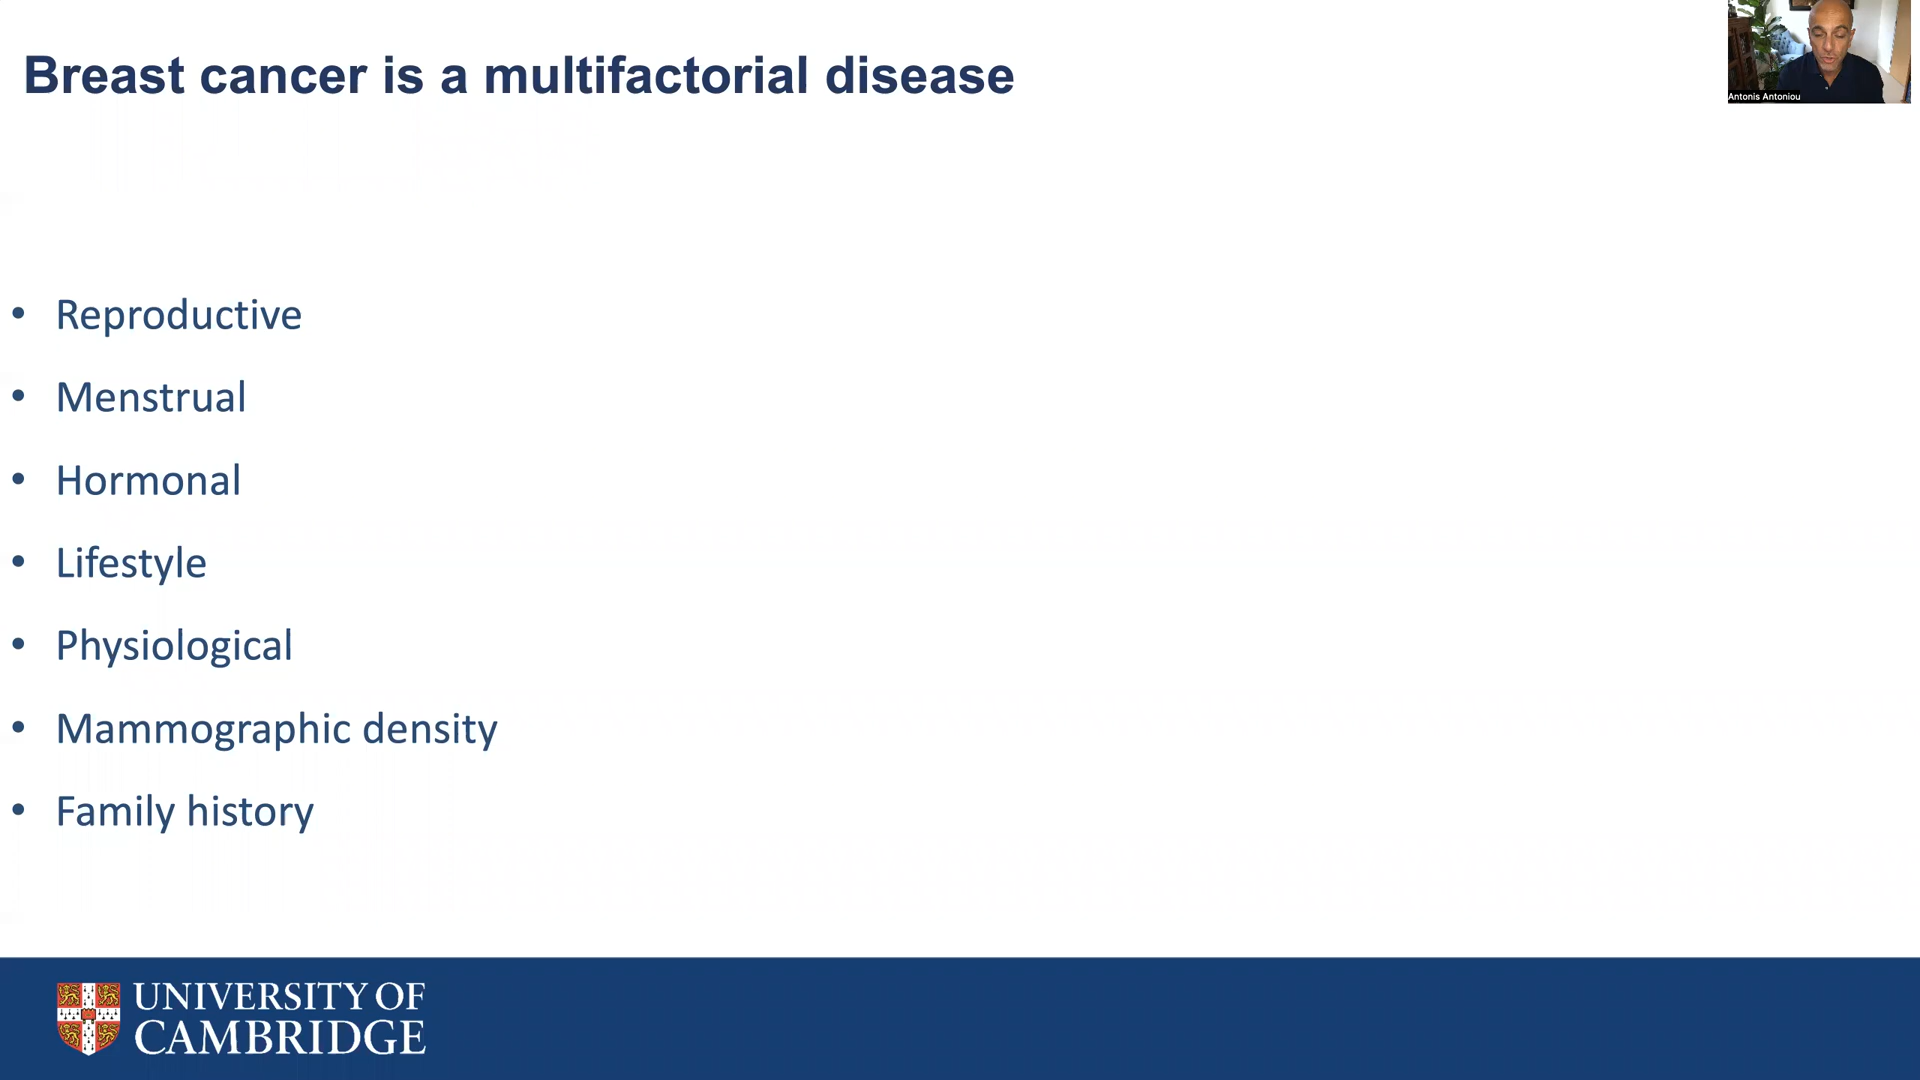 Breast cancer is a multifactorial disease
Antonis Antoniou
• Reproductive
• Menstrual
• Hormonal
• Lifestyle
• Physiological
• Mammographic density
• Family history
UNIVERSITY OF
CAMBRIDGE